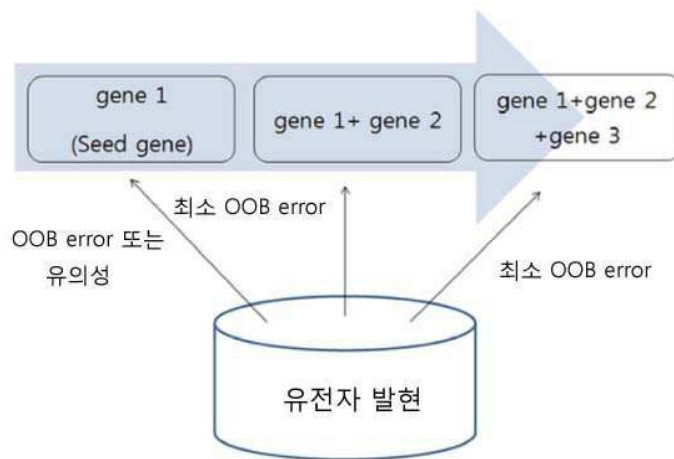 gene 1
(Seed gene)
gene 1+ gene 2
gene 1+gene 2
+gene 3
최소 OOB error
OOB error 또는
유의성
최소 OOB error
유전자 발현